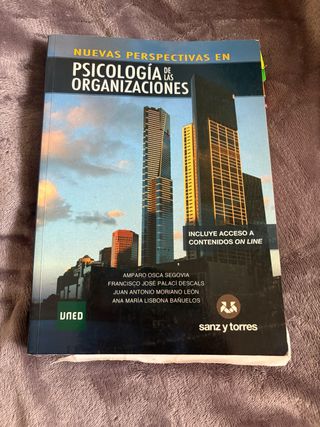 NUEVAS PERSPECTIVAS EN
PSICOLOGÍA DE LAS
ORGANIZACIONES
INCLUYE ACCESO A
CONTENIDOS ON LINE
AMPARO OSCA SEGOVIA
FRANCISCO JOSÉ PALACÍ DESCALS
JUAN ANTONIO MORIANO LEÓN
ANA MARÍA LISBONA BAÑUELOS
UNED
sanz y torres